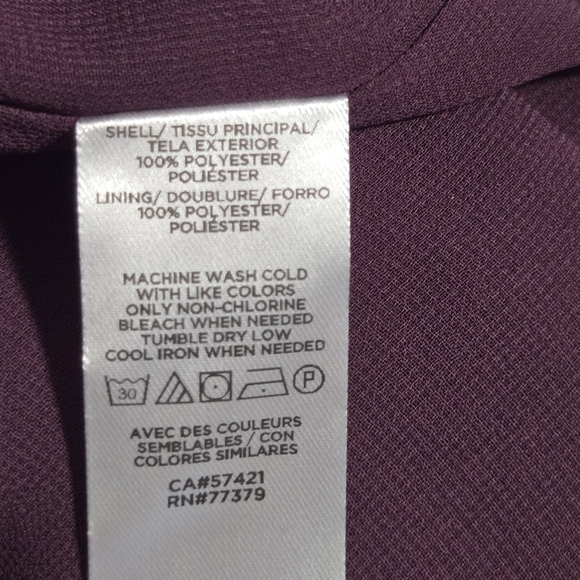 SHELL/ TISSU PRINCIPAL/
TELA EXTERIOR
100% POLYESTER/
POLIÉSTER
LINING/ DOUBLURE/ FORRO
100% POLYESTER/
POLIÉSTER
MACHINE WASH COLD
WITH LIKE COLORS
ONLY NON-CHLORINE
BLEACH WHEN NEEDED
TUMBLE DRY LOW
COOL IRON WHEN NEEDED
30 P
AVEC DES COULEURS
SEMBLABLES / CON
COLORES SIMILARES
CA#57421
RN#77379